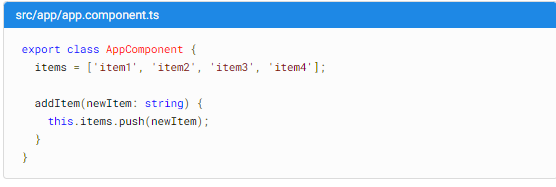 src/app/app.component.ts
export class AppComponent {
  items = ['item1', 'item2', 'item3', 'item4'];

  addItem(newItem: string) {
    this.items.push(newItem);
  }
}